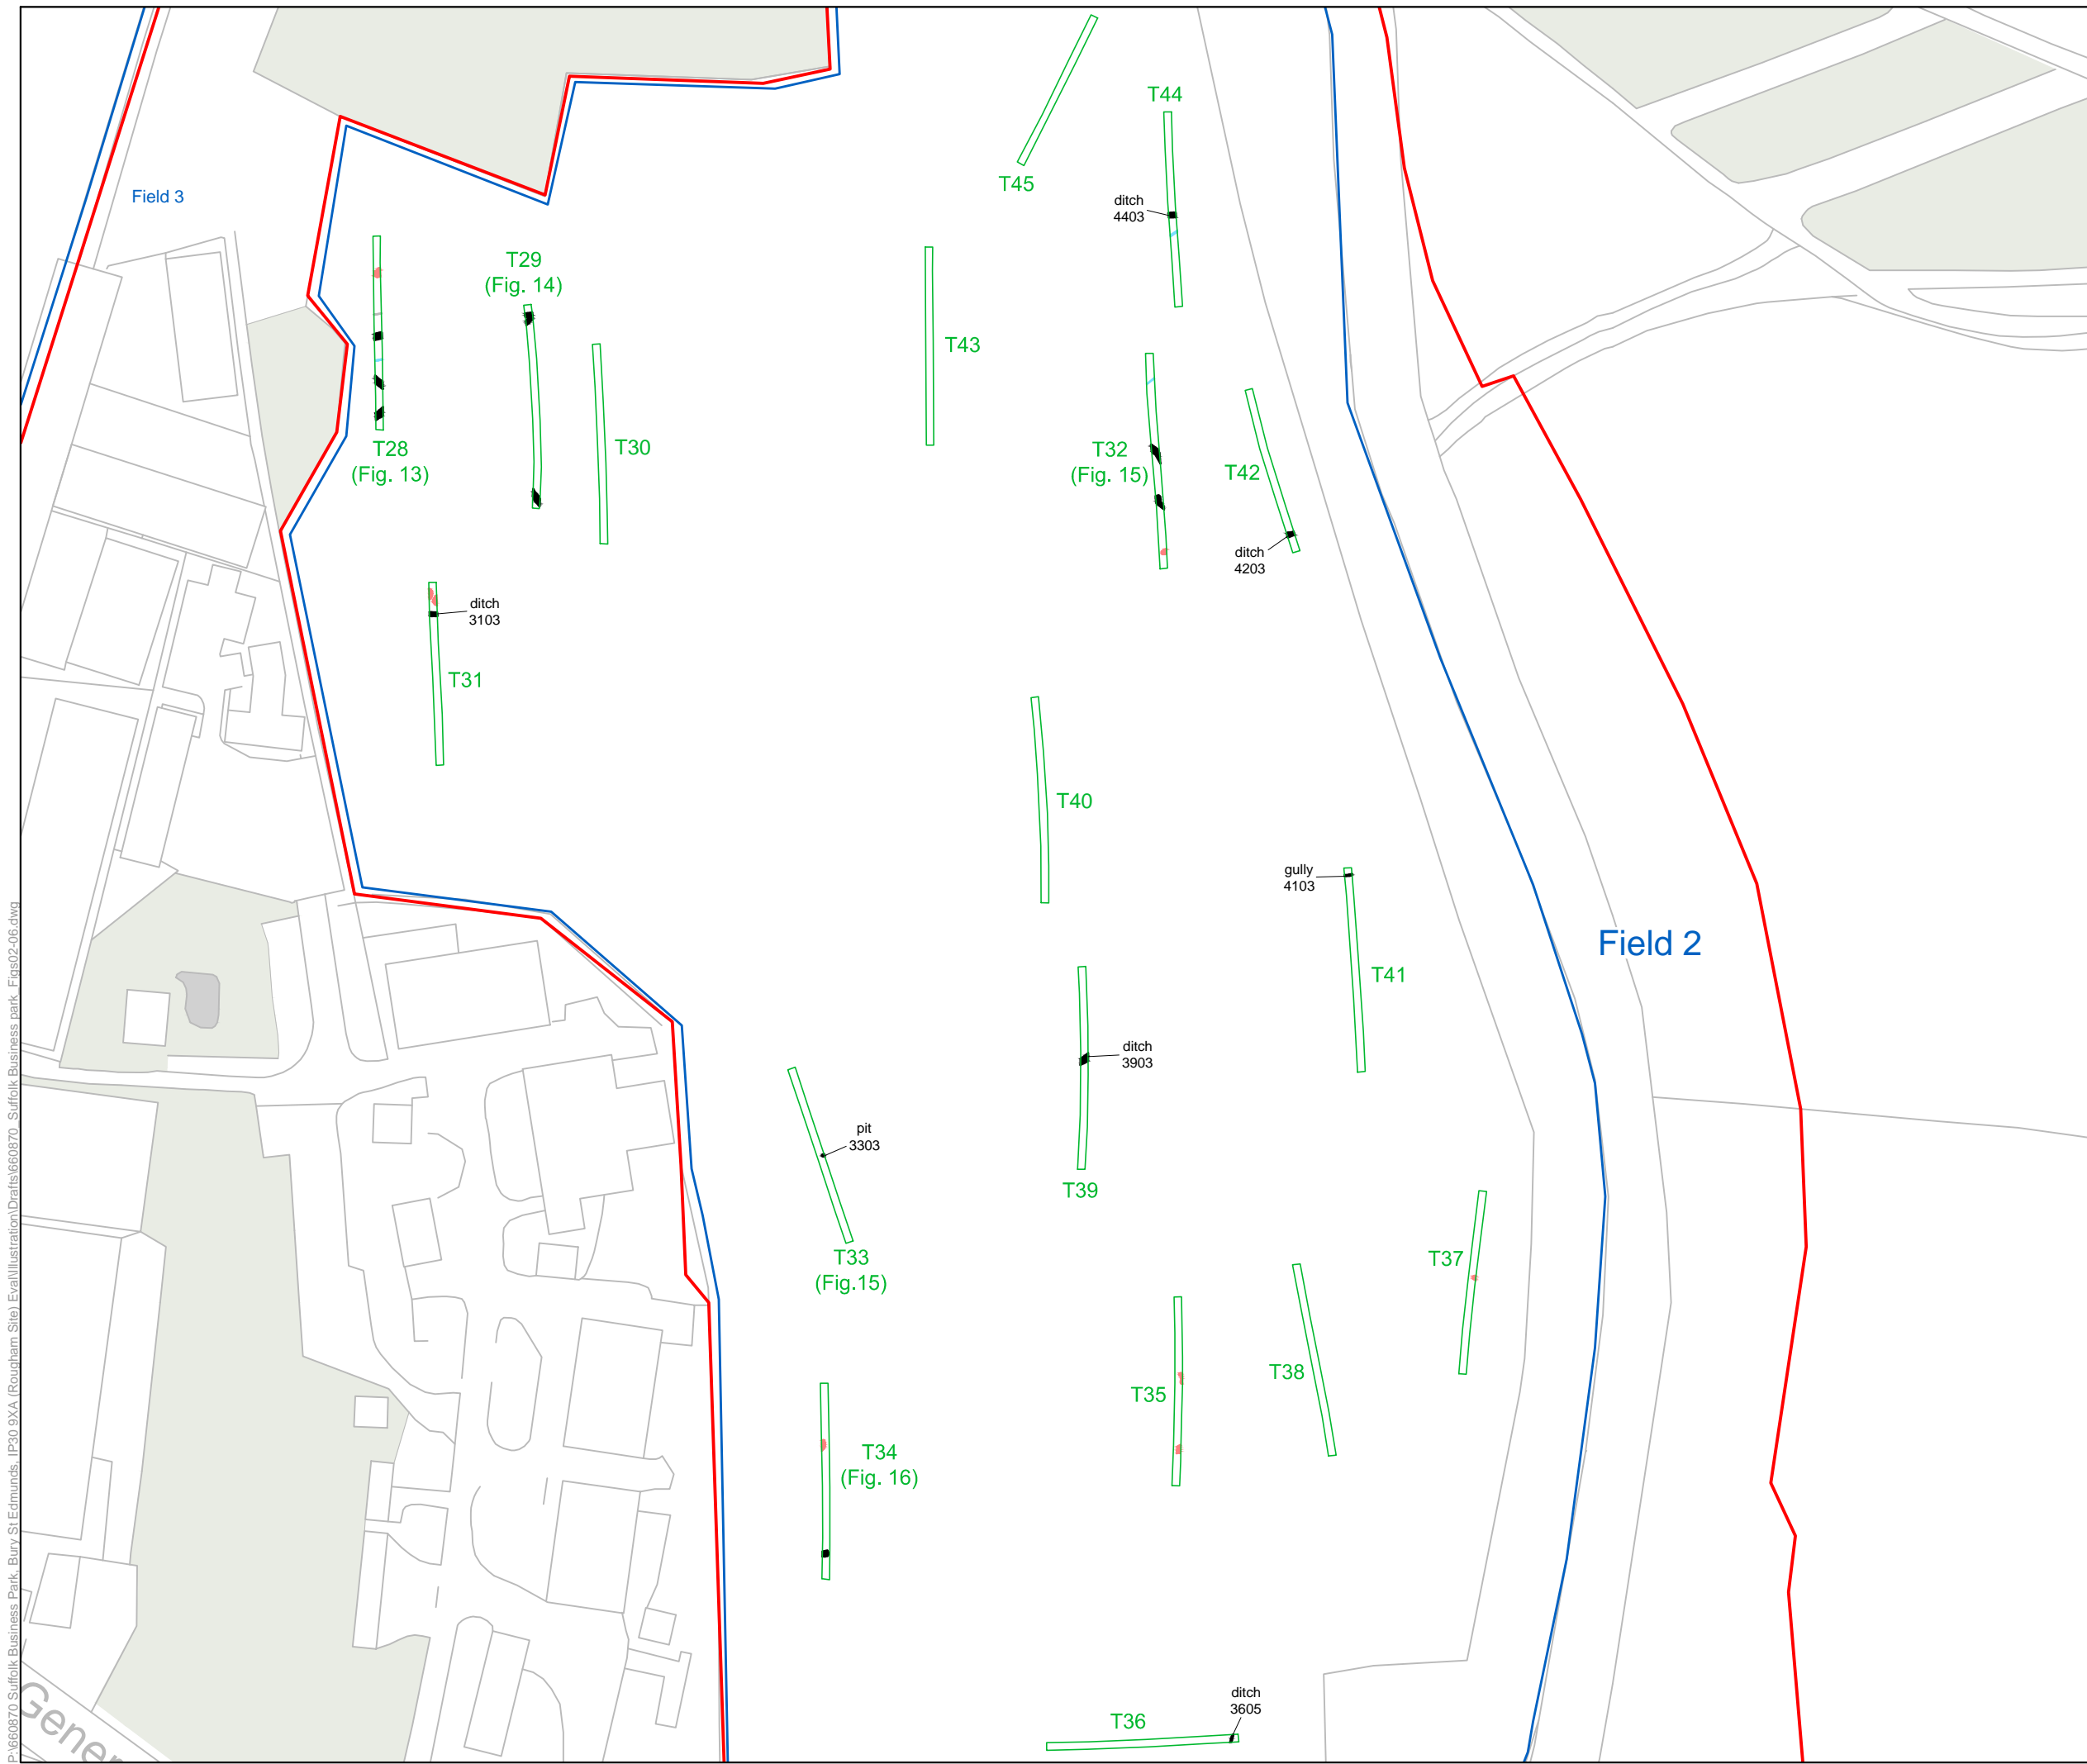 Field 3
T44
T45
ditch
4403
T29
(Fig. 14)
T43
T28
(Fig. 13)
T30
T32
(Fig. 15)
T42
ditch
4203
ditch
3103
T31
T40
gully
4103
Field 2
T41
ditch
3903
pit
3303
T39
T33
(Fig.15)
T37
T38
T35
T34
(Fig. 16)
ditch
3605
T36
Gener
P:\660870 Suffolk Business Park, Bury St Edmunds, IP30 9XA (Rougham Site) Eval\Illustration\Drafts\660870_Suffolk Business park_Figs02-06.dwg